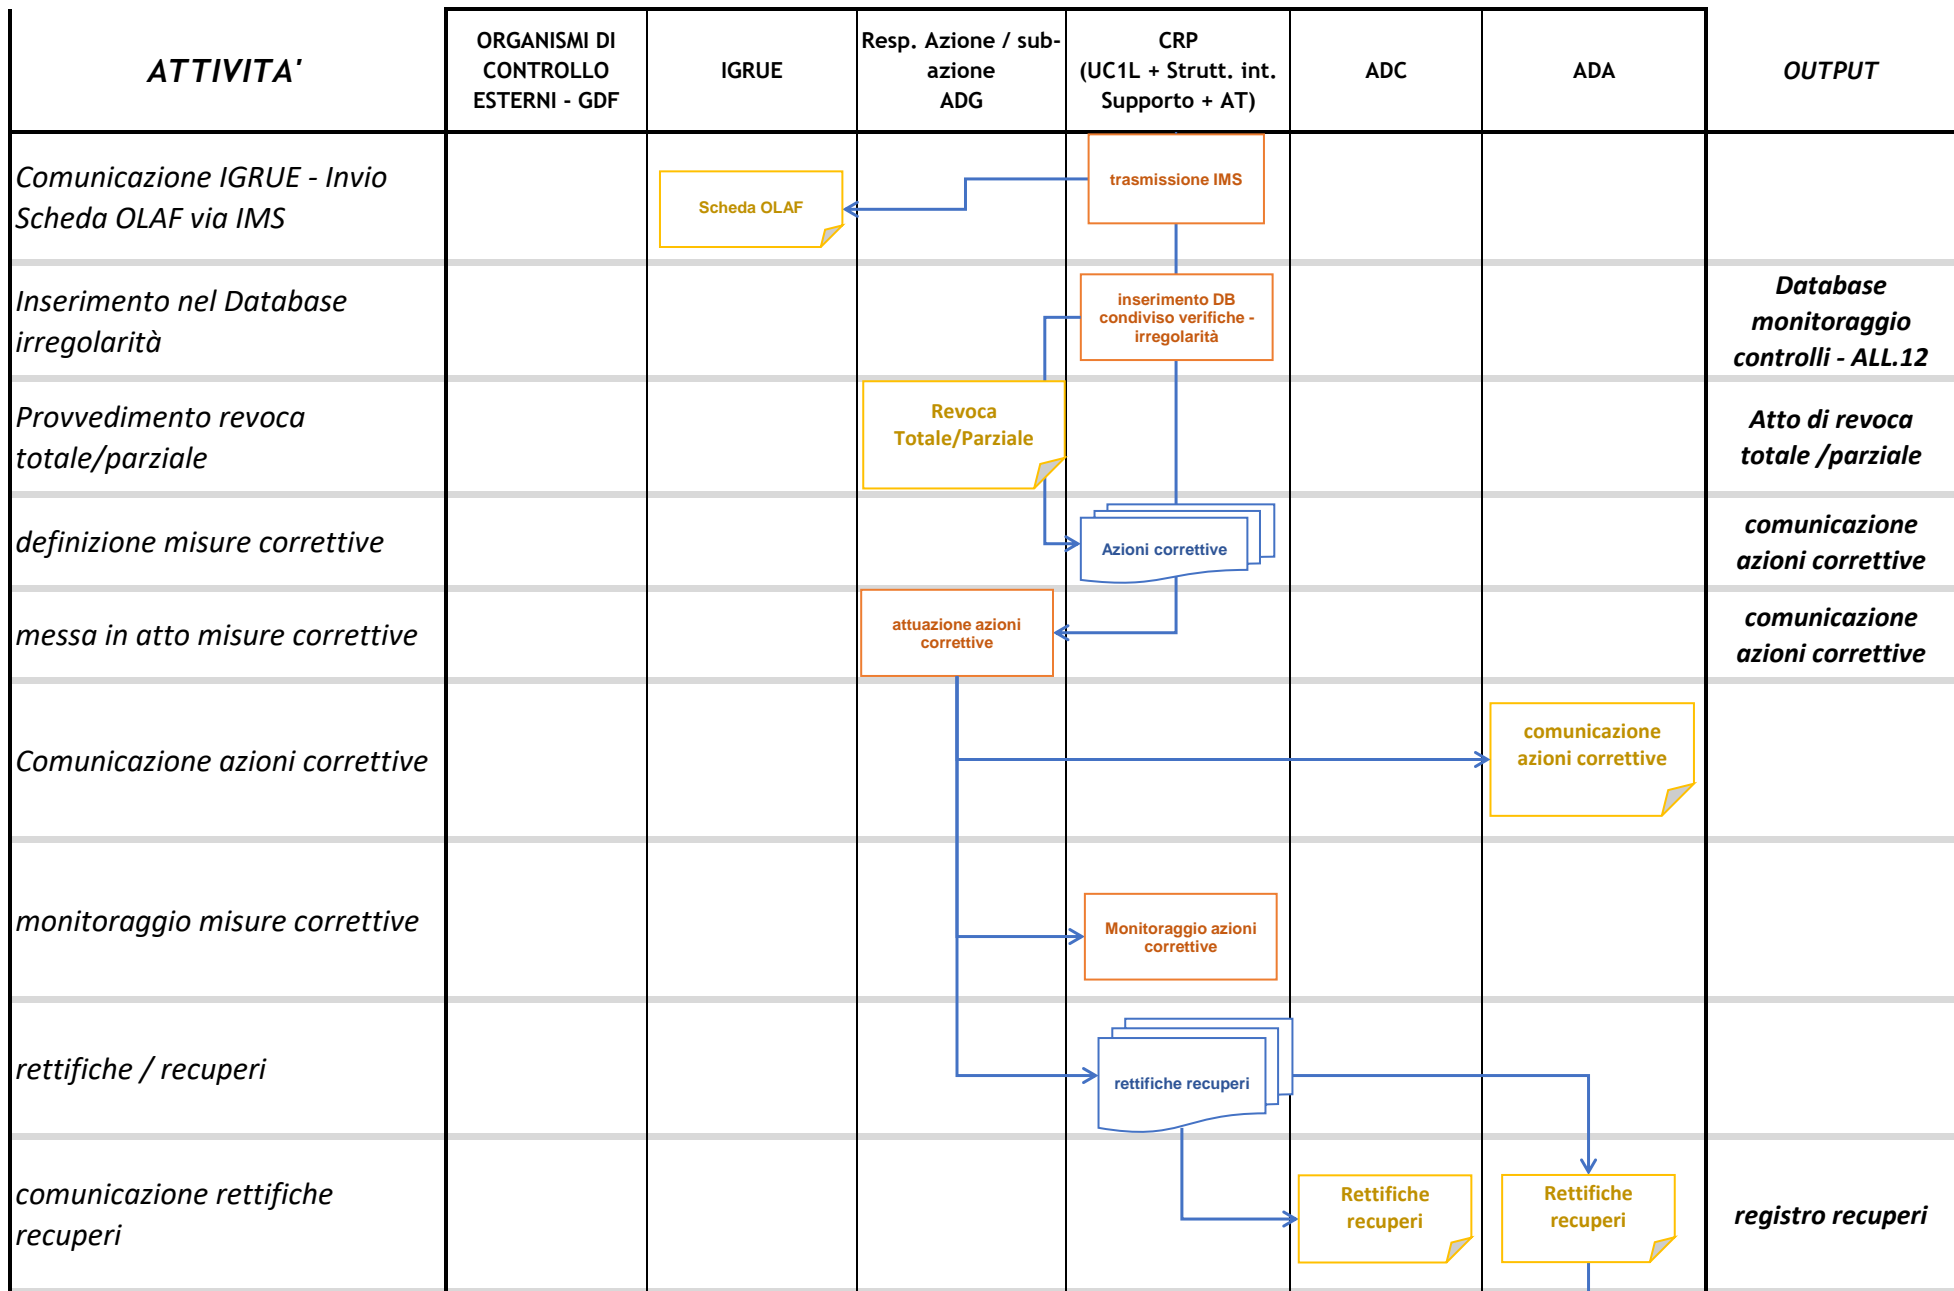 ATTIVITA'
ORGANISMI DI
CONTROLLO
ESTERNI - GDF
IGRUE
Resp. Azione / sub-
azione
ADG
CRP
(UC1L + Strutt. int.
Supporto + AT)
ADC
ADA
OUTPUT
Comunicazione IGRUE - Invio
Scheda OLAF via IMS
Scheda OLAF
trasmissione IMS
Inserimento nel Database
irregolarità
inserimento DB
condiviso verifiche -
irregolarità
Database
monitoraggio
controlli - ALL.12
Provvedimento revoca
totale/parziale
Revoca
Totale/Parziale
Atto di revoca
totale /parziale
definizione misure correttive
Azioni correttive
comunicazione
azioni correttive
messa in atto misure correttive
attuazione azioni
correttive
comunicazione
azioni correttive
Comunicazione azioni correttive
comunicazione
azioni correttive
monitoraggio misure correttive
Monitoraggio azioni
correttive
rettifiche / recuperi
rettifiche recuperi
comunicazione rettifiche
recuperi
Rettifiche
recuperi
Rettifiche
recuperi
registro recuperi